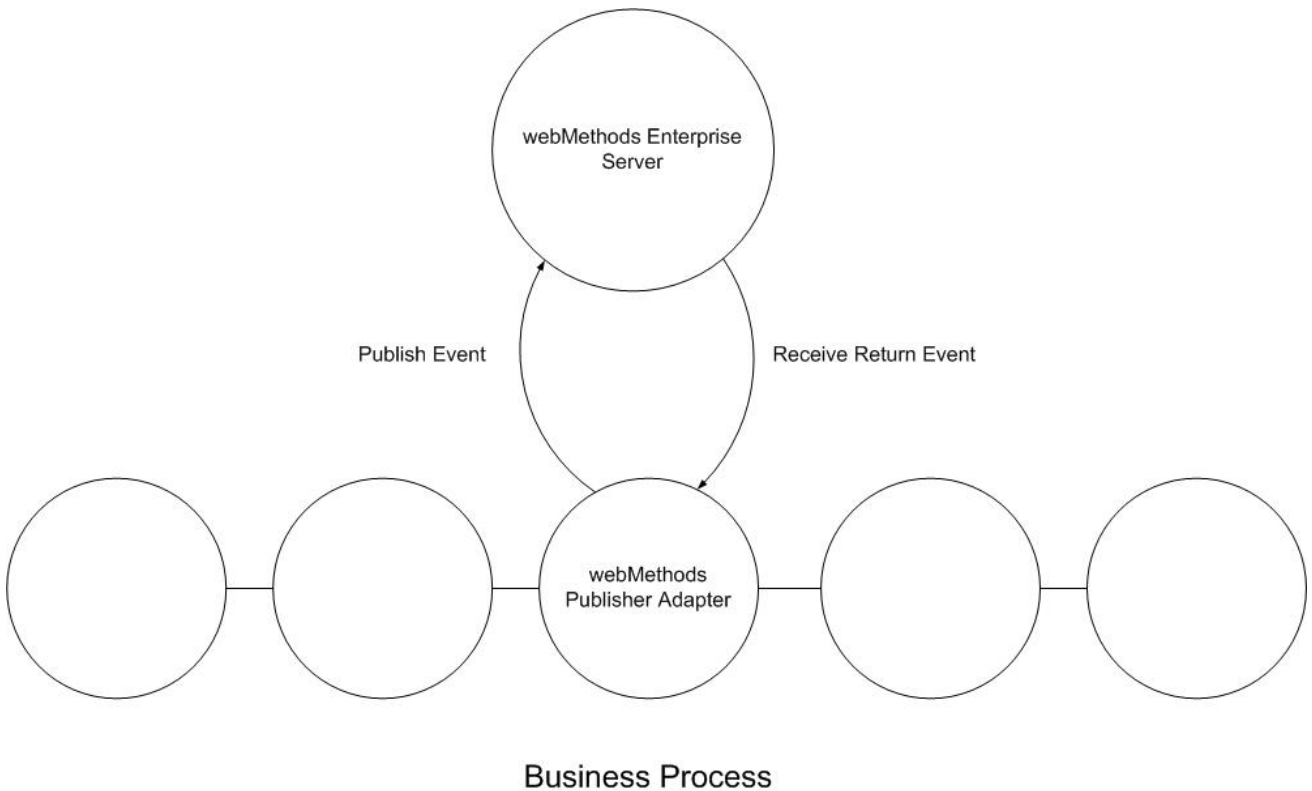 webMethods Enterprise
Server
Publish Event
Receive Return Event
webMethods
Publisher Adapter
Business Process